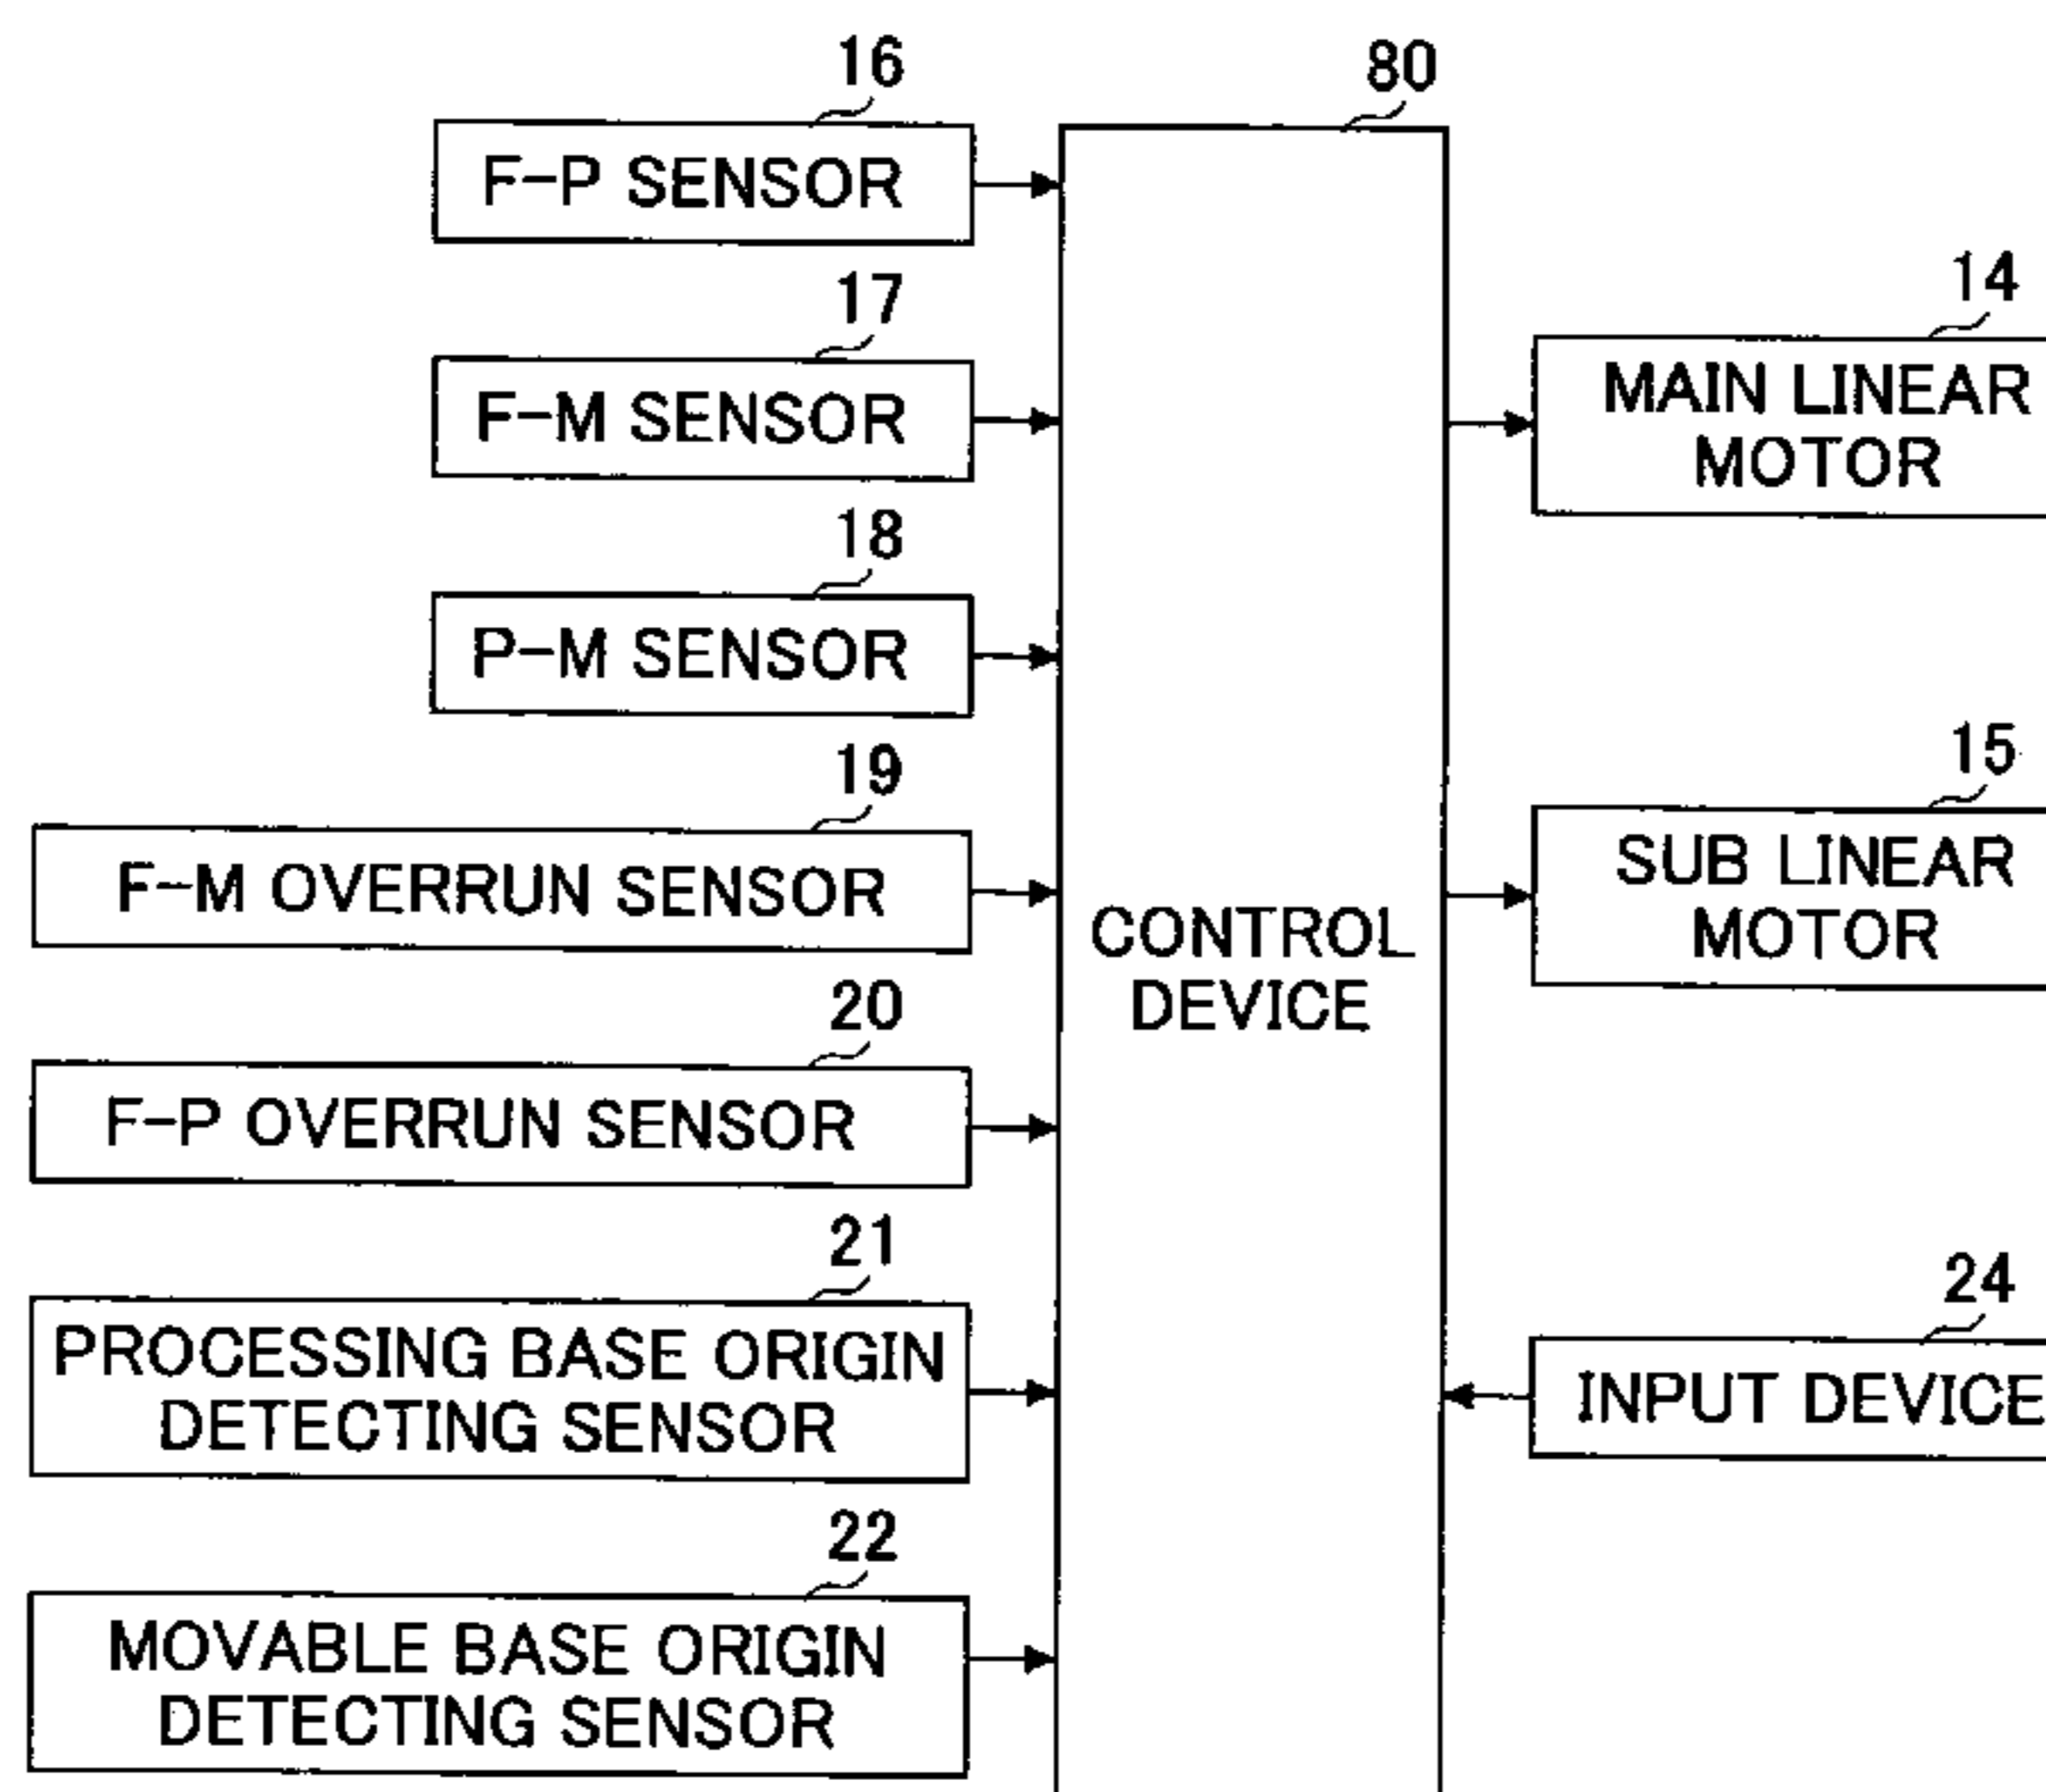 16
F-P SENSOR
17
F-M SENSOR
18
P-M SENSOR
19
F-M OVERRUN SENSOR
20
F-P OVERRUN SENSOR
21
PROCESSING BASE ORIGIN
DETECTING SENSOR
22
MOVABLE BASE ORIGIN
DETECTING SENSOR
80
CONTROL
DEVICE
14
MAIN LINEAR
MOTOR
15
SUB LINEAR
MOTOR
24
INPUT DEVICE